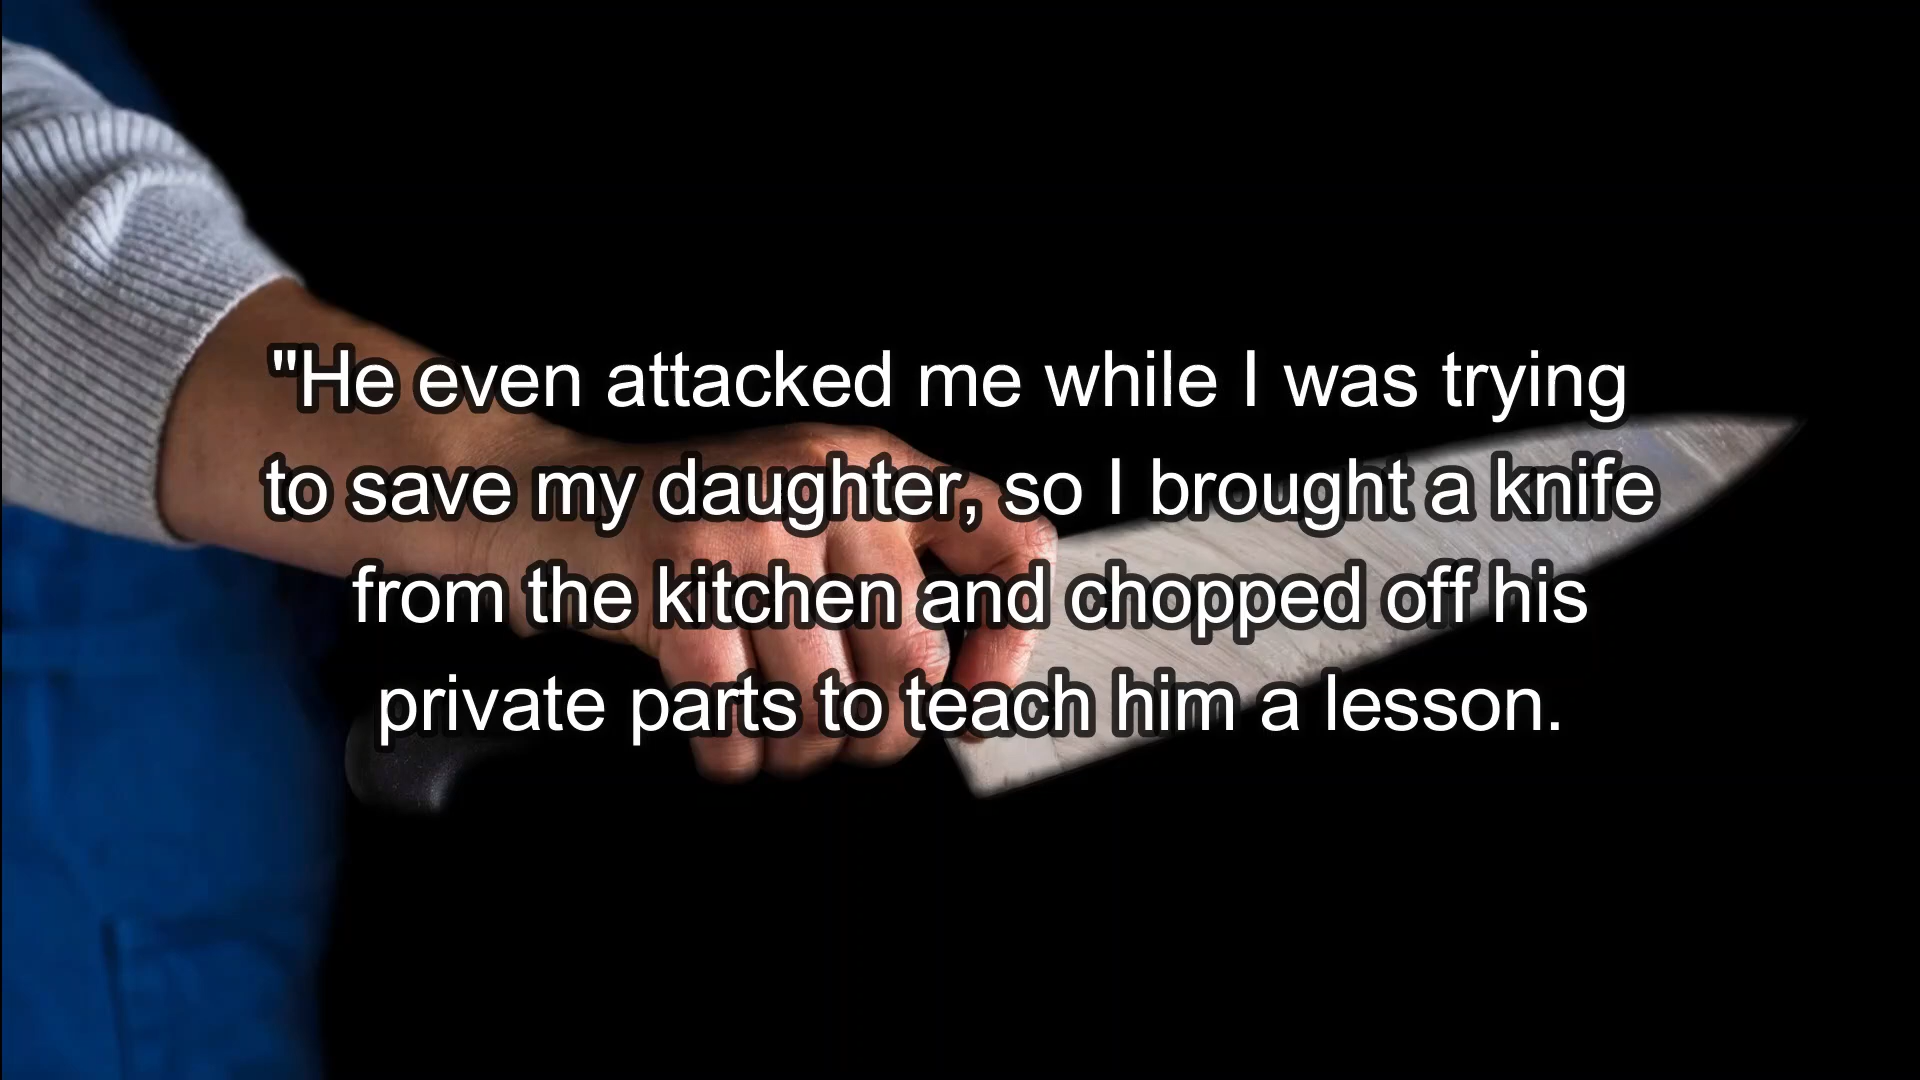 "He even attacked me while I was trying
to save my daughter, so I brought a knife
from the kitchen and chopped off his
private parts to teach him a lesson.